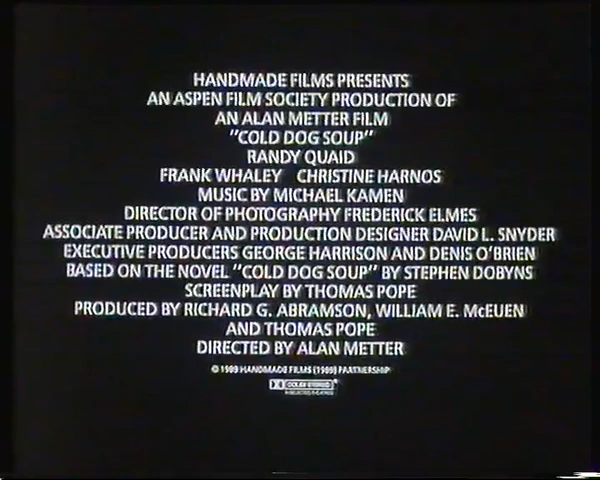 HANDMADE FILMS PRESENTS
AN ASPEN FILM SOCIETY PRODUCTION OF
AN ALAN METTER FILM
"COLD DOG SOUP"
RANDY QUAID
FRANK WHALEY CHRISTINE HARNOS
MUSIC BY MICHAEL KAMEN
DIRECTOR OF PHOTOGRAPHY FREDERICK ELMES
ASSOCIATE PRODUCER AND PRODUCTION DESIGNER DAVID L. SNYDER
EXECUTIVE PRODUCERS GEORGE HARRISON AND DENIS O'BRIEN
BASED ON THE NOVEL "COLD DOG SOUP" BY STEPHEN DOBYNS
SCREENPLAY BY THOMAS POPE
PRODUCED BY RICHARD G. ABRAMSON, WILLIAM E. McEUEN
AND THOMAS POPE
DIRECTED BY ALAN METTER
© 1989 HANDMADE FILMS (1989) PARTNERSHIP
DOLBY STEREO
IN SELECTED THEATRES